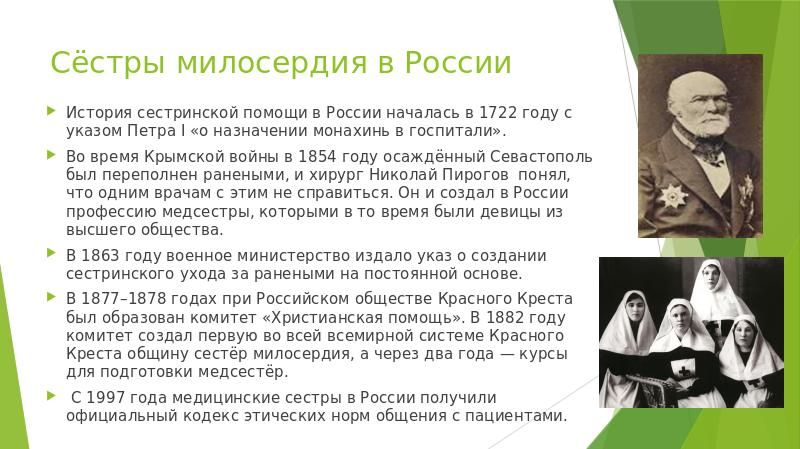 Сёстры милосердия в России
История сестринской помощи в России началась в 1722 году с
указом Петра I «о назначении монахинь в госпитали».
Во время Крымской войны в 1854 году осаждённый Севастополь
был переполнен ранеными, и хирург Николай Пирогов понял,
что одним врачам с этим не справиться. Он и создал в России
профессию медсестры, которыми в то время были девицы из
высшего общества.
В 1863 году военное министерство издало указ о создании
сестринского ухода за ранеными на постоянной основе.
В 1877–1878 годах при Российском обществе Красного Креста
был образован комитет «Христианская помощь». В 1882 году
комитет создал первую во всей всемирной системе Красного
Креста общину сестёр милосердия, а через два года — курсы
для подготовки медсестёр.
С 1997 года медицинские сестры в России получили
официальный кодекс этических норм общения с пациентами.